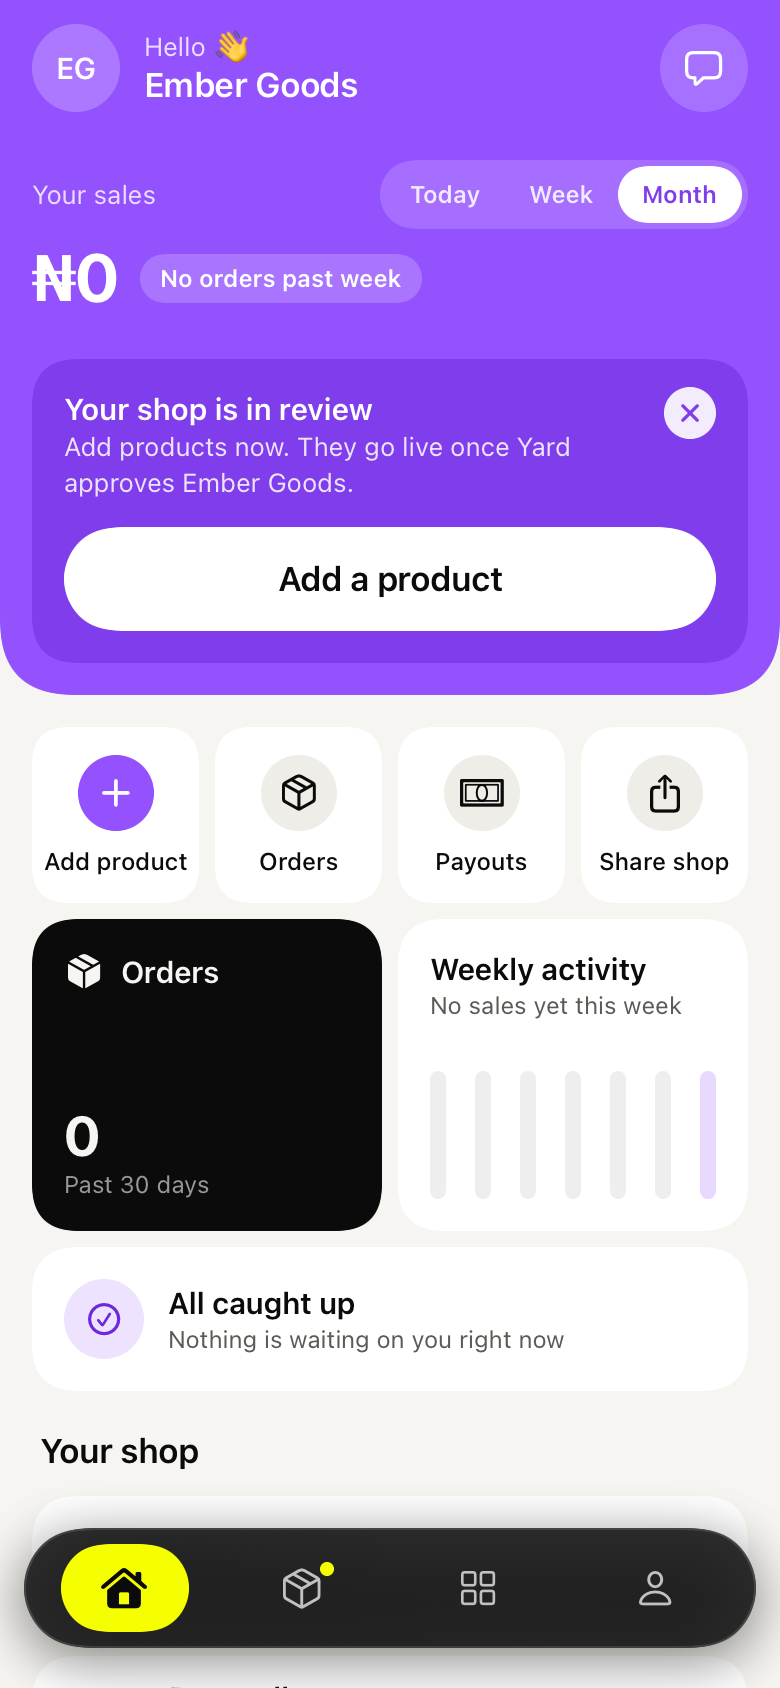 EG
Hello 👋
Ember Goods
Your sales
Today
Week
Month
₦0
No orders past week
Your shop is in review
Add products now. They go live once Yard
approves Ember Goods.
Add a product
Add product
Orders
Payouts
Share shop
Orders
0
Past 30 days
Weekly activity
No sales yet this week
All caught up
Nothing is waiting on you right now
Your shop